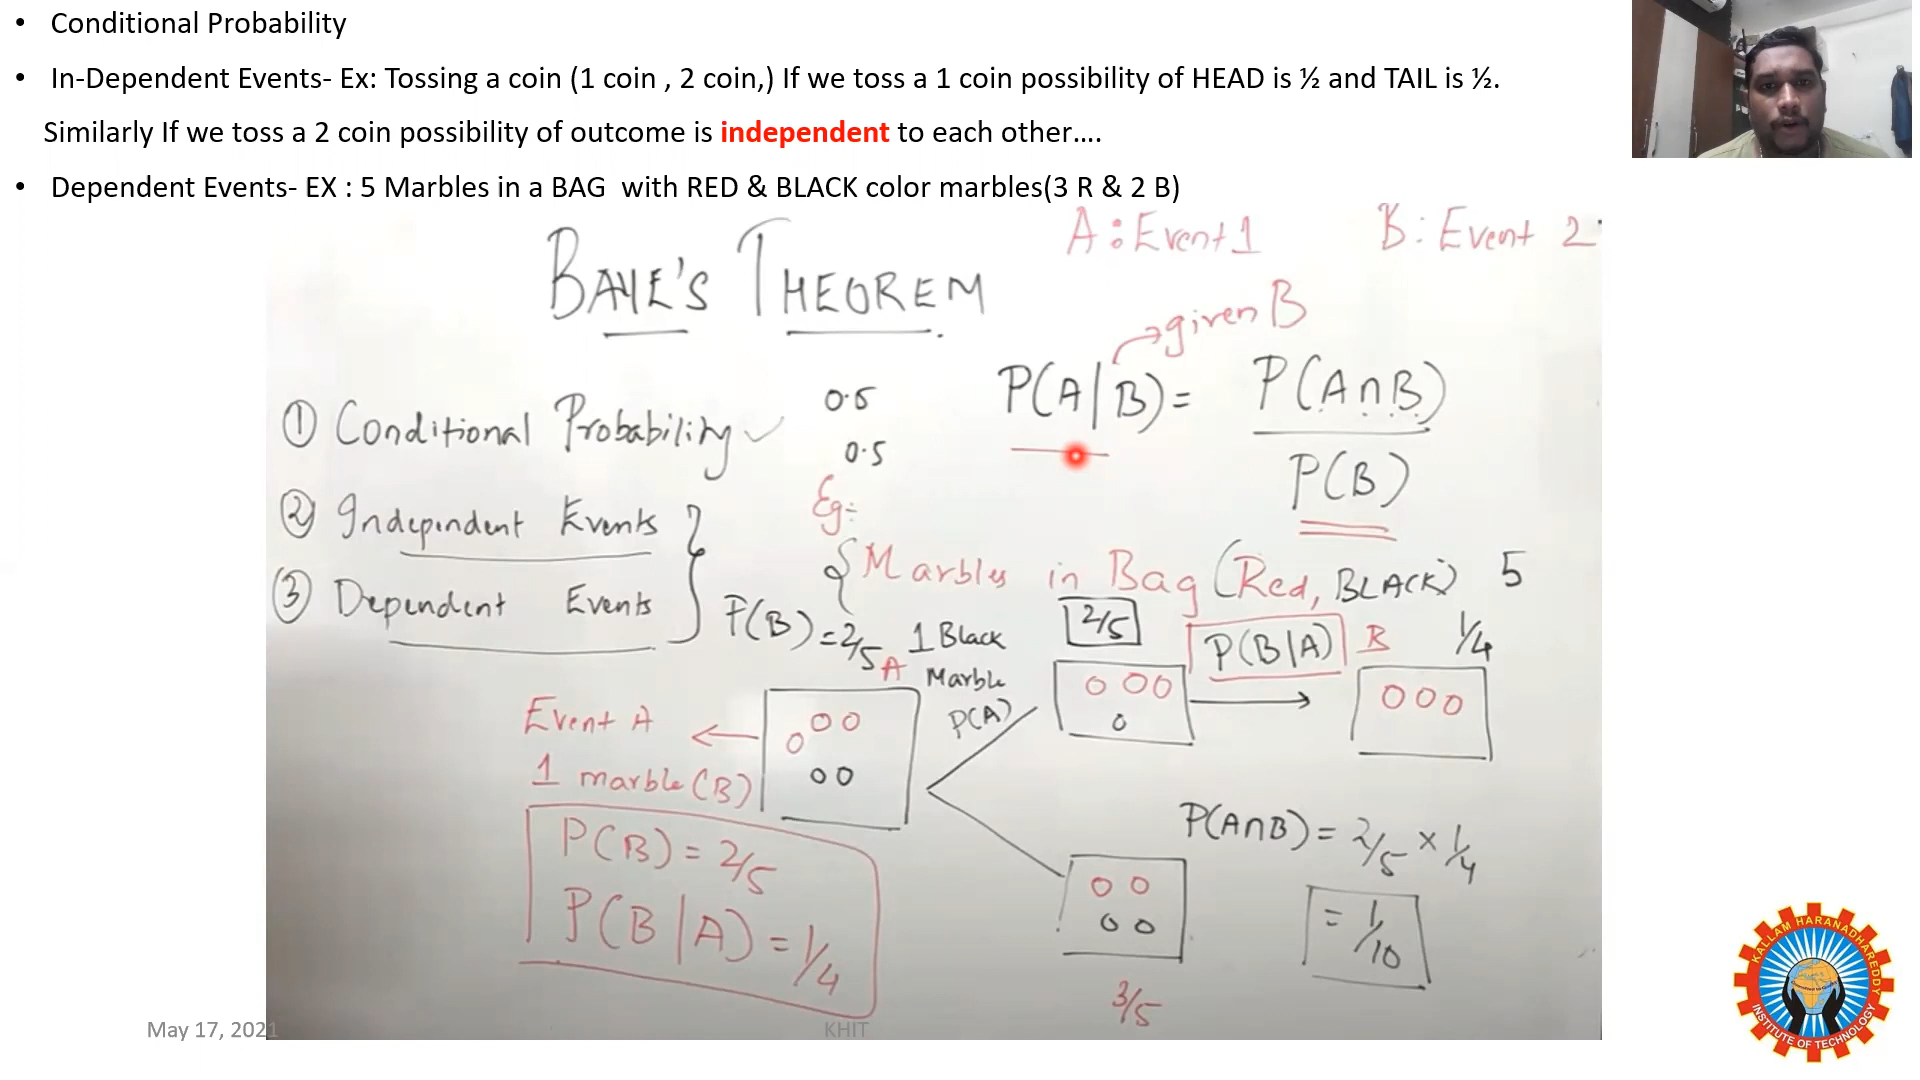 • Conditional Probability
• In-Dependent Events- Ex: Tossing a coin (1 coin , 2 coin,) If we toss a 1 coin possibility of HEAD is ½ and TAIL is ½.
Similarly If we toss a 2 coin possibility of outcome is independent to each other....
• Dependent Events- EX : 5 Marbles in a BAG with RED & BLACK color marbles(3 R & 2 B)
A: Event 1 B: Event 2
BAYE'S THEOREM
given B
P(A|B) = P(A∩B)
P(B)
① Conditional Probability ✓
0.5
0.5
② Independent Events
③ Dependent Events
Eg:-
Marbles in Bag (Red, BLACK) 5
P(B) = 2/5
A
1 Black
Marble
P(A)
2/5
P(B|A) B 1/4
Event A
1 marble (B)
P(B) = 2/5
P(B|A) = 1/4
P(A∩B) = 2/5 × 1/4
= 1/10
3/5
May 17, 2021
KHIT
KALLAM HARANADHAREDDY
INSTITUTE OF TECHNOLOGY